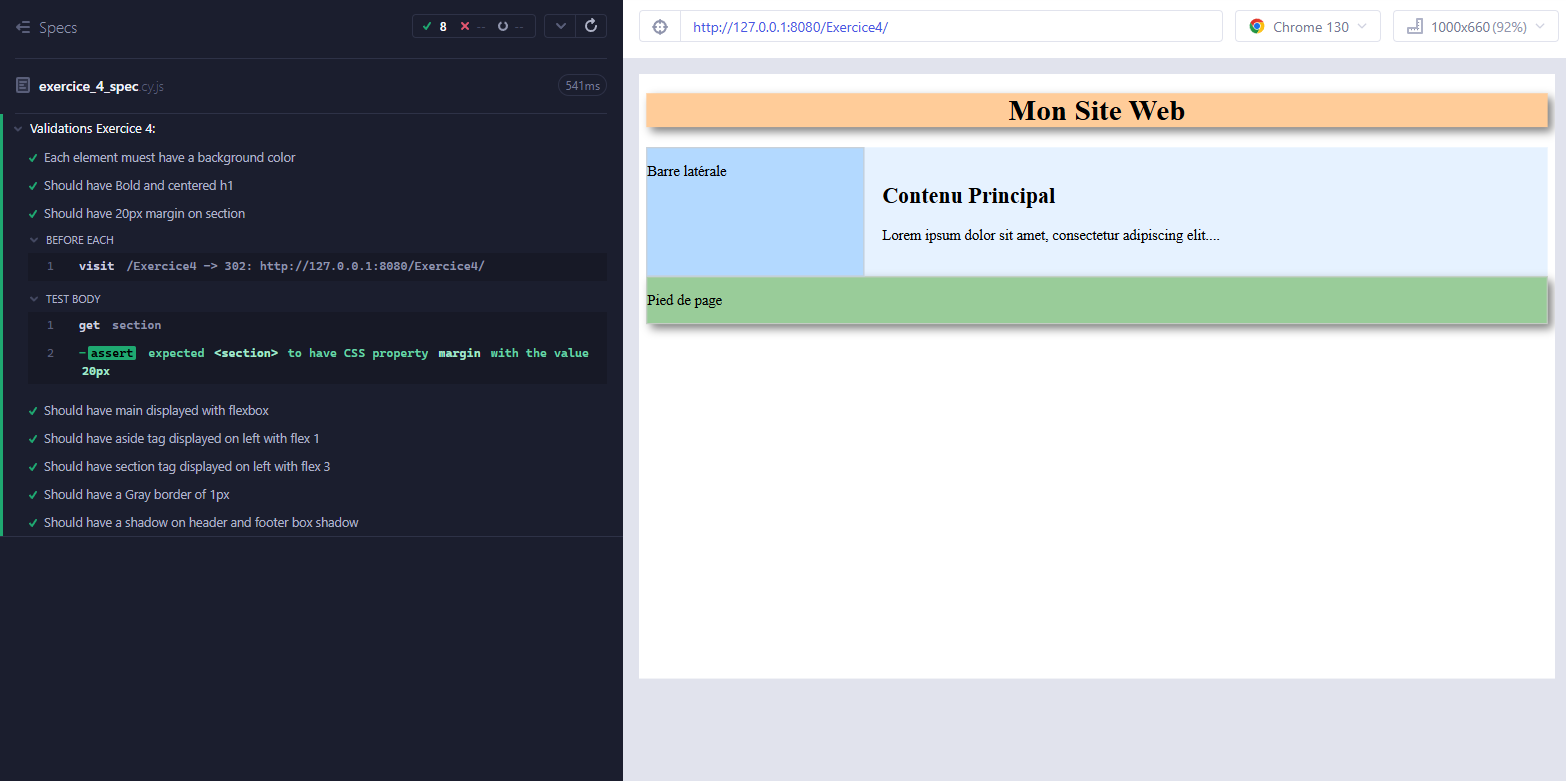 Specs
8 -- --
exercice_4_spec.cy.js
541ms
Validations Exercice 4:
Each element muest have a background color
Should have Bold and centered h1
Should have 20px margin on section
BEFORE EACH
1 visit /Exercice4 -> 302: http://127.0.0.1:8080/Exercice4/
TEST BODY
1 get section
2 -assert expected <section> to have CSS property margin with the value
20px
Should have main displayed with flexbox
Should have aside tag displayed on left with flex 1
Should have section tag displayed on left with flex 3
Should have a Gray border of 1px
Should have a shadow on header and footer box shadow
http://127.0.0.1:8080/Exercice4/
Chrome 130
1000x660 (92%)
Mon Site Web
Barre latérale
Contenu Principal
Lorem ipsum dolor sit amet, consectetur adipiscing elit....
Pied de page